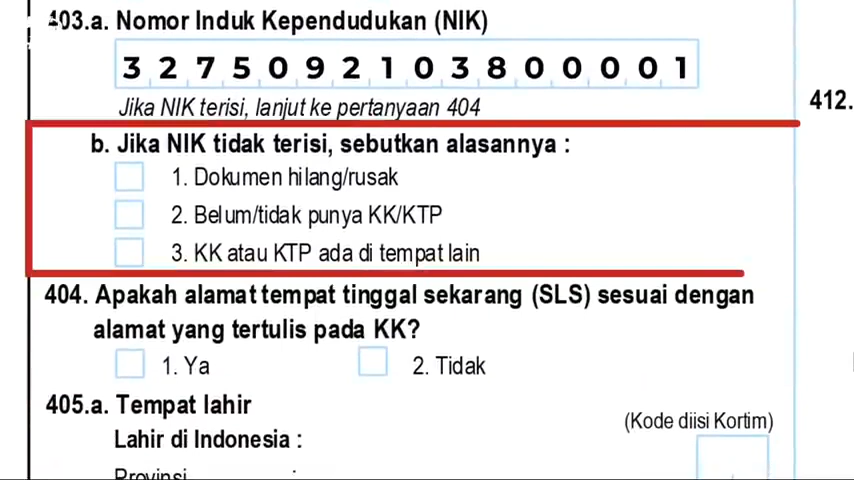 403.a. Nomor Induk Kependudukan (NIK)
3 2 7 5 0 9 2 1 0 3 8 0 0 0 0 1
Jika NIK terisi, lanjut ke pertanyaan 404
412.
b. Jika NIK tidak terisi, sebutkan alasannya :
1. Dokumen hilang/rusak
2. Belum/tidak punya KK/KTP
3. KK atau KTP ada di tempat lain
404. Apakah alamat tempat tinggal sekarang (SLS) sesuai dengan
alamat yang tertulis pada KK?
1. Ya 2. Tidak
405.a. Tempat lahir
(Kode diisi Kortim)
Lahir di Indonesia :
Provinsi :